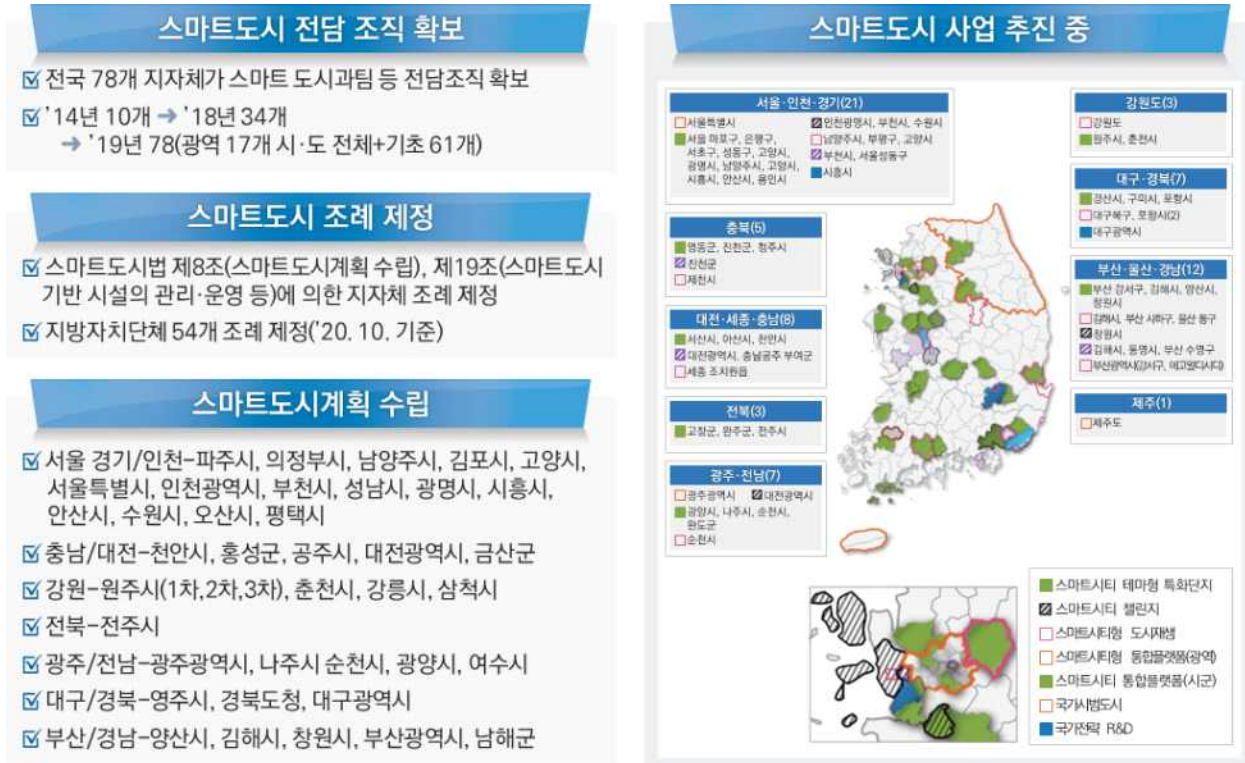 스마트도시 전담 조직 확보
전국 78개 지자체가 스마트 도시과팀 등 전담조직 확보
'14년 10개 → '18년 34개
→ '19년 78(광역 17개 시·도 전체+기초 61개)
스마트도시 조례 제정
스마트도시법 제8조(스마트도시계획 수립), 제19조(스마트도시
기반 시설의 관리·운영 등)에 의한 지자체 조례 제정
지방자치단체 54개 조례 제정('20. 10. 기준)
스마트도시계획 수립
서울 경기/인천-파주시, 의정부시, 남양주시, 김포시, 고양시,
서울특별시, 인천광역시, 부천시, 성남시, 광명시, 시흥시,
안산시, 수원시, 오산시, 평택시
충남/대전-천안시, 홍성군, 공주시, 대전광역시, 금산군
강원-원주시(1차,2차,3차), 춘천시, 강릉시, 삼척시
전북-전주시
광주/전남-광주광역시, 나주시 순천시, 광양시, 여수시
대구/경북-영주시, 경북도청, 대구광역시
부산/경남-양산시, 김해시, 창원시, 부산광역시, 남해군
스마트도시 사업 추진 중
서울·인천·경기(21)
서울특별시
서울 마포구, 은평구,
서초구, 성동구, 고양시,
광명시, 남양주시, 고양시,
시흥시, 안산시, 용인시
인천광명시, 부천시, 수원시
남양주시, 부평구, 고양시
부천시, 서울성동구
시흥시
강원도(3)
강원도
원주시, 춘천시
대구·경북(7)
경산시, 구미시, 포항시
대구북구, 포항시(2)
대구광역시
충북(5)
영동군, 진천군, 청주시
진천군
제천시
부산·울산·경남(12)
부산 강서구, 김해시, 양산시,
창원시
김해시, 부산 사하구, 울산 동구
창원시
김해시, 통영시, 부산 수영구
부산광역시(강서구, 에코델타시티)
대전·세종·충남(8)
서산시, 아산시, 천안시
대전광역시, 충남공주 부여군
세종 조치원읍
전북(3)
고창군, 완주군, 전주시
제주(1)
제주도
광주·전남(7)
광주광역시
대전광역시
광양시, 나주시, 순천시,
완도군
순천시
스마트시티 테마형 특화단지
스마트시티 챌린지
스마트시티형 도시재생
스마트시티형 통합플랫폼(광역)
스마트시티 통합플랫폼(시군)
국가시범도시
국가전략 R&D